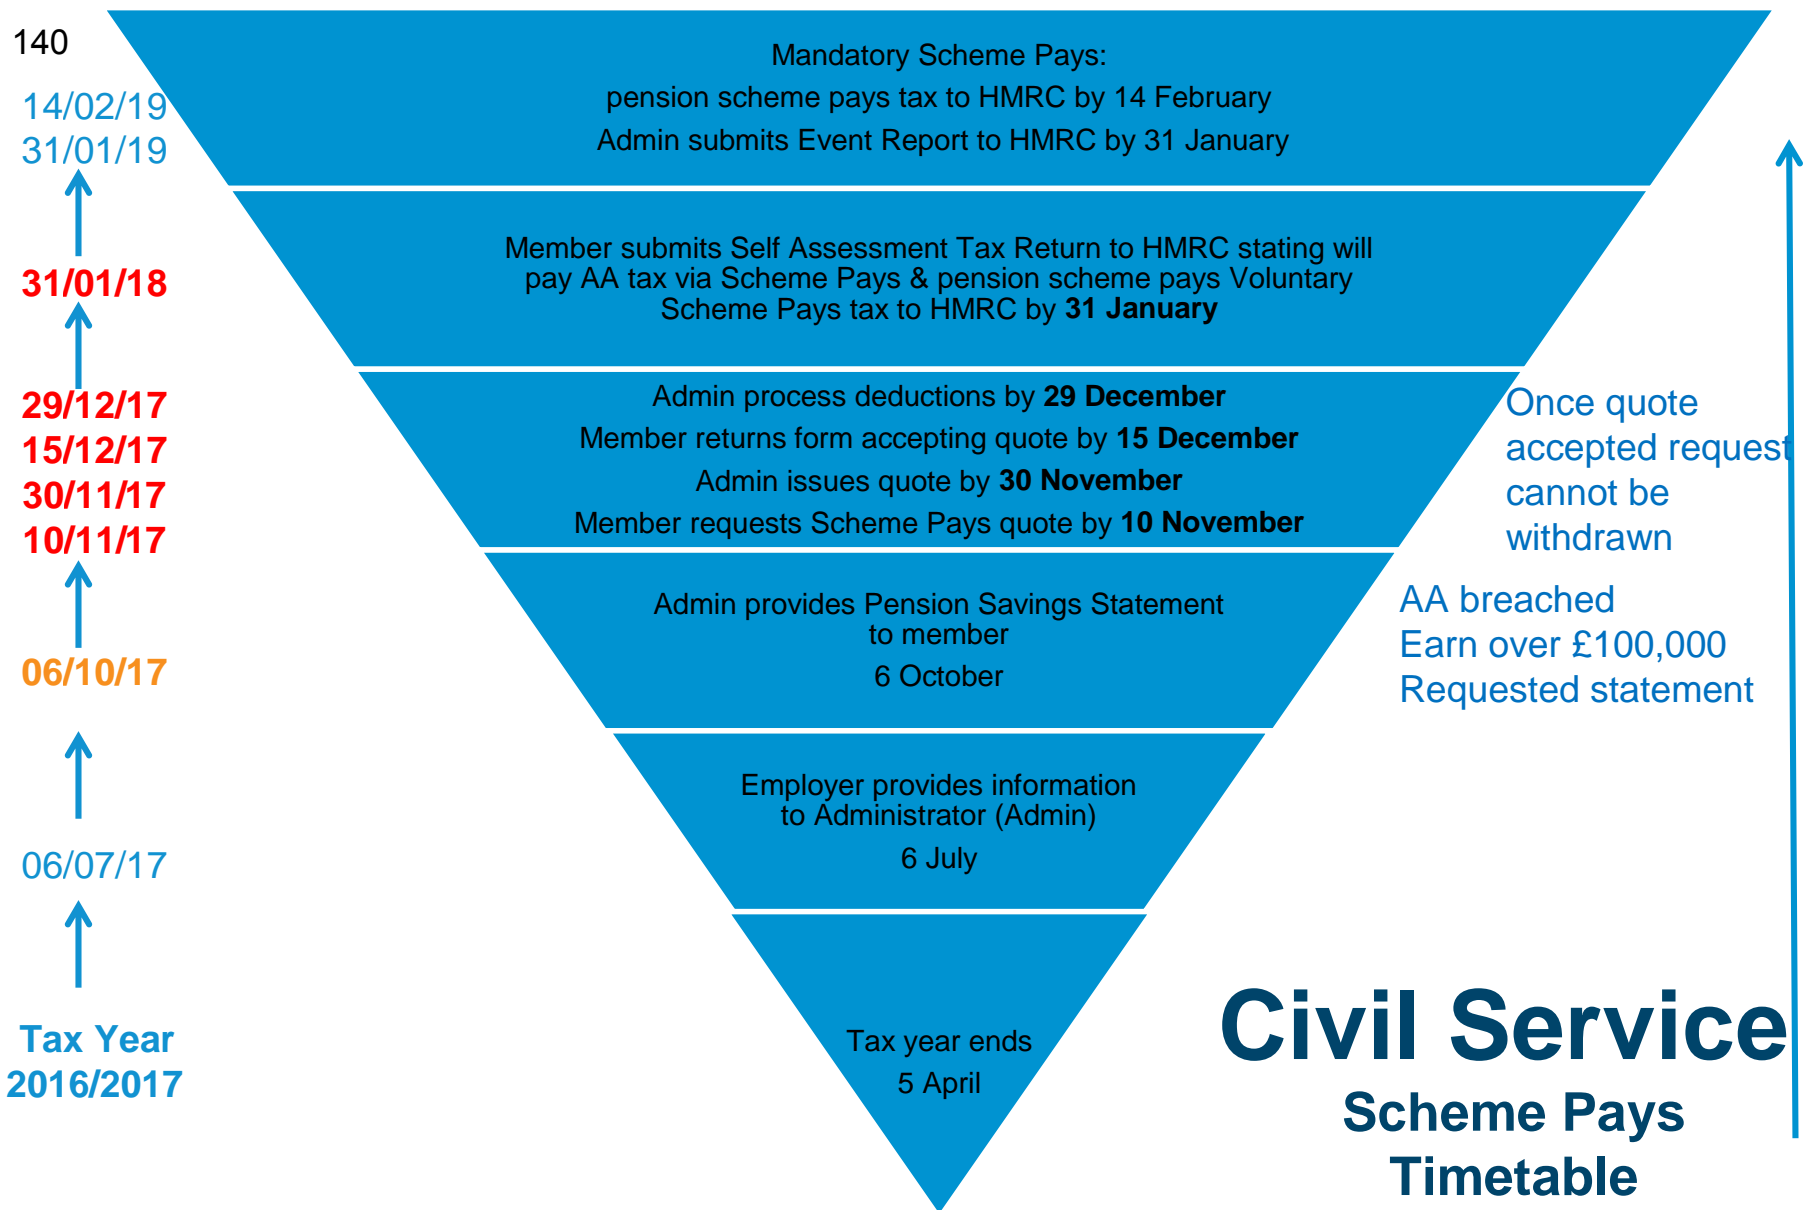 140
14/02/19
31/01/19
31/01/18
29/12/17
15/12/17
30/11/17
10/11/17
06/10/17
06/07/17
Tax Year
2016/2017
Mandatory Scheme Pays:
pension scheme pays tax to HMRC by 14 February
Admin submits Event Report to HMRC by 31 January
Member submits Self Assessment Tax Return to HMRC stating will
pay AA tax via Scheme Pays & pension scheme pays Voluntary
Scheme Pays tax to HMRC by 31 January
Admin process deductions by 29 December
Member returns form accepting quote by 15 December
Admin issues quote by 30 November
Member requests Scheme Pays quote by 10 November
Admin provides Pension Savings Statement
to member
6 October
Employer provides information
to Administrator (Admin)
6 July
Tax year ends
5 April
Once quote
accepted request
cannot be
withdrawn
AA breached
Earn over £100,000
Requested statement
Civil Service
Scheme Pays
Timetable